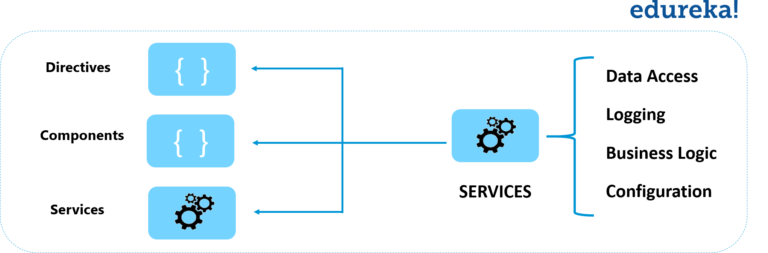 edureka!
Directives
{ }
Components
{ }
Services
SERVICES
Data Access
Logging
Business Logic
Configuration